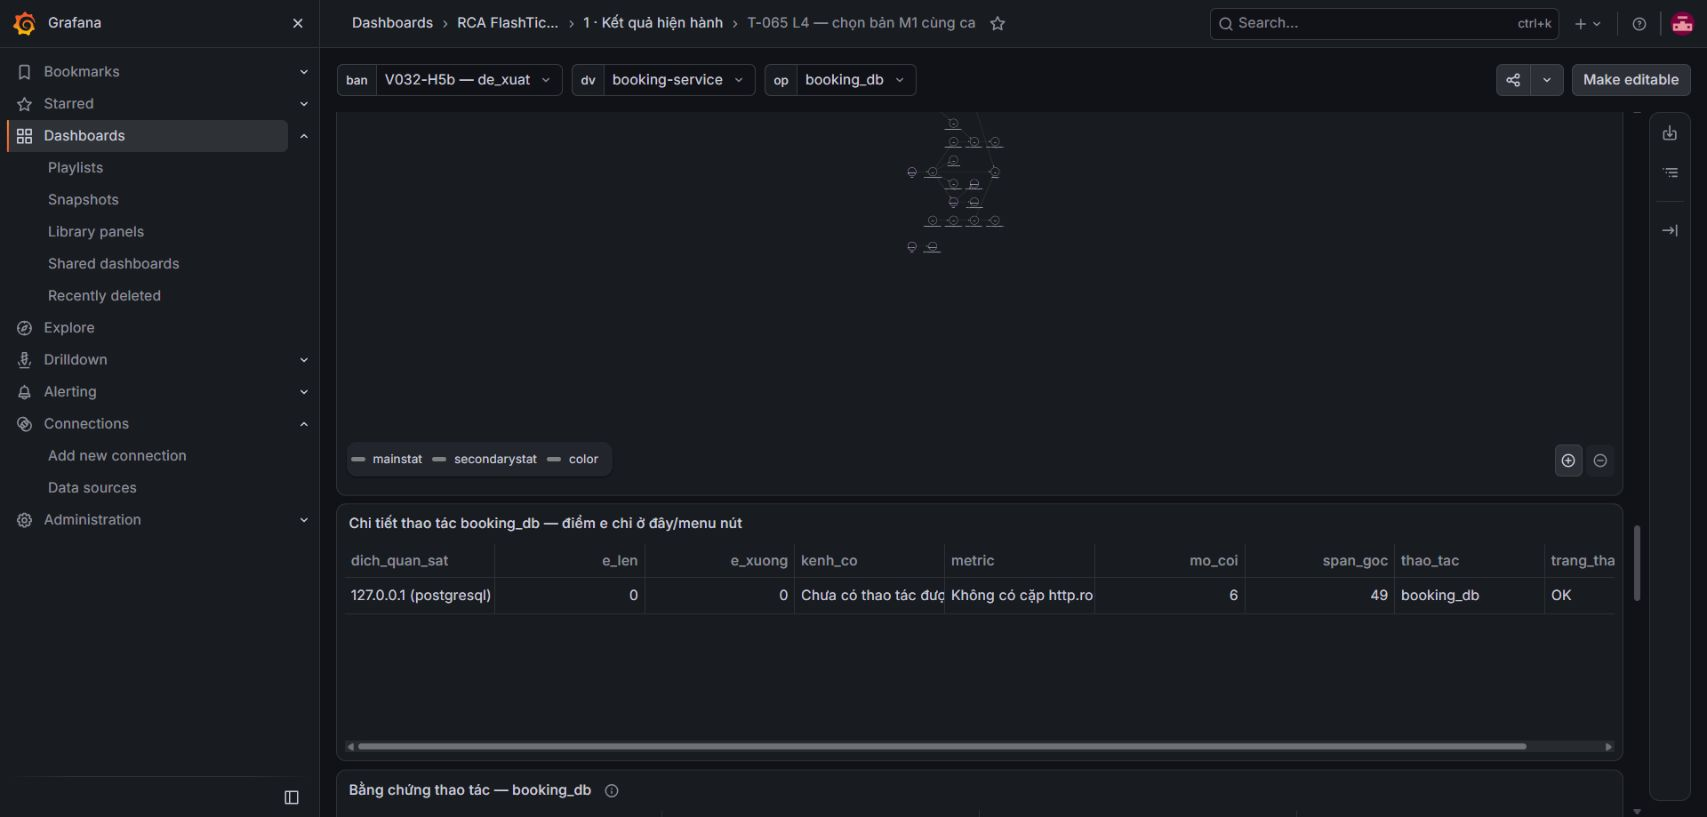 Grafana
Dashboards › RCA FlashTic... › 1 · Kết quả hiện hành › T-065 L4 — chọn bản M1 cùng ca
Search... ctrl+k
Bookmarks
Starred
Dashboards
Playlists
Snapshots
Library panels
Shared dashboards
Recently deleted
Explore
Drilldown
Alerting
Connections
Add new connection
Data sources
Administration
ban V032-H5b — de_xuat dv booking-service op booking_db
Make editable
mainstat secondarystat color
Chi tiết thao tác booking_db — điểm e chỉ ở đây/menu nút
dich_quan_sat e_len e_xuong kenh_co metric mo_coi span_goc thao_tac trang_tha
127.0.0.1 (postgresql) 0 0 Chưa có thao tác đượ Không có cặp http.ro 6 49 booking_db OK
Bằng chứng thao tác — booking_db